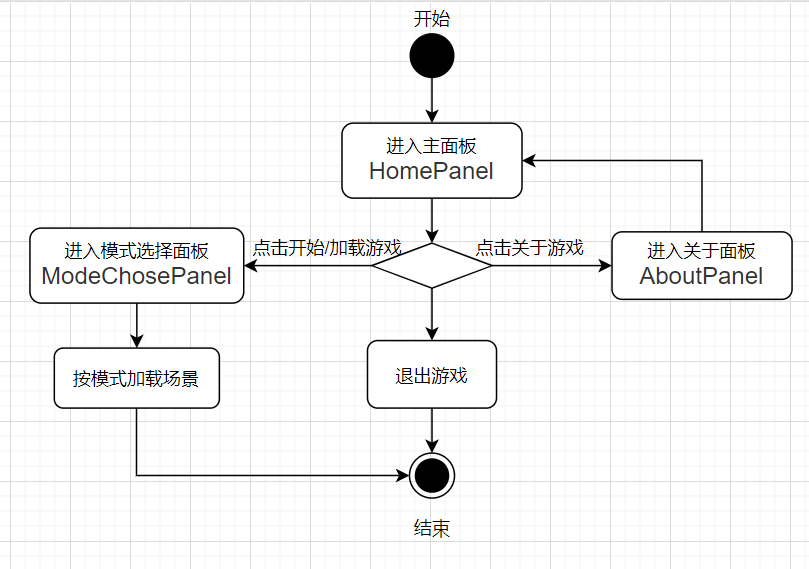 开始
进入主面板
HomePanel
点击开始/加载游戏
点击关于游戏
进入模式选择面板
ModeChosePanel
进入关于面板
AboutPanel
按模式加载场景
退出游戏
结束